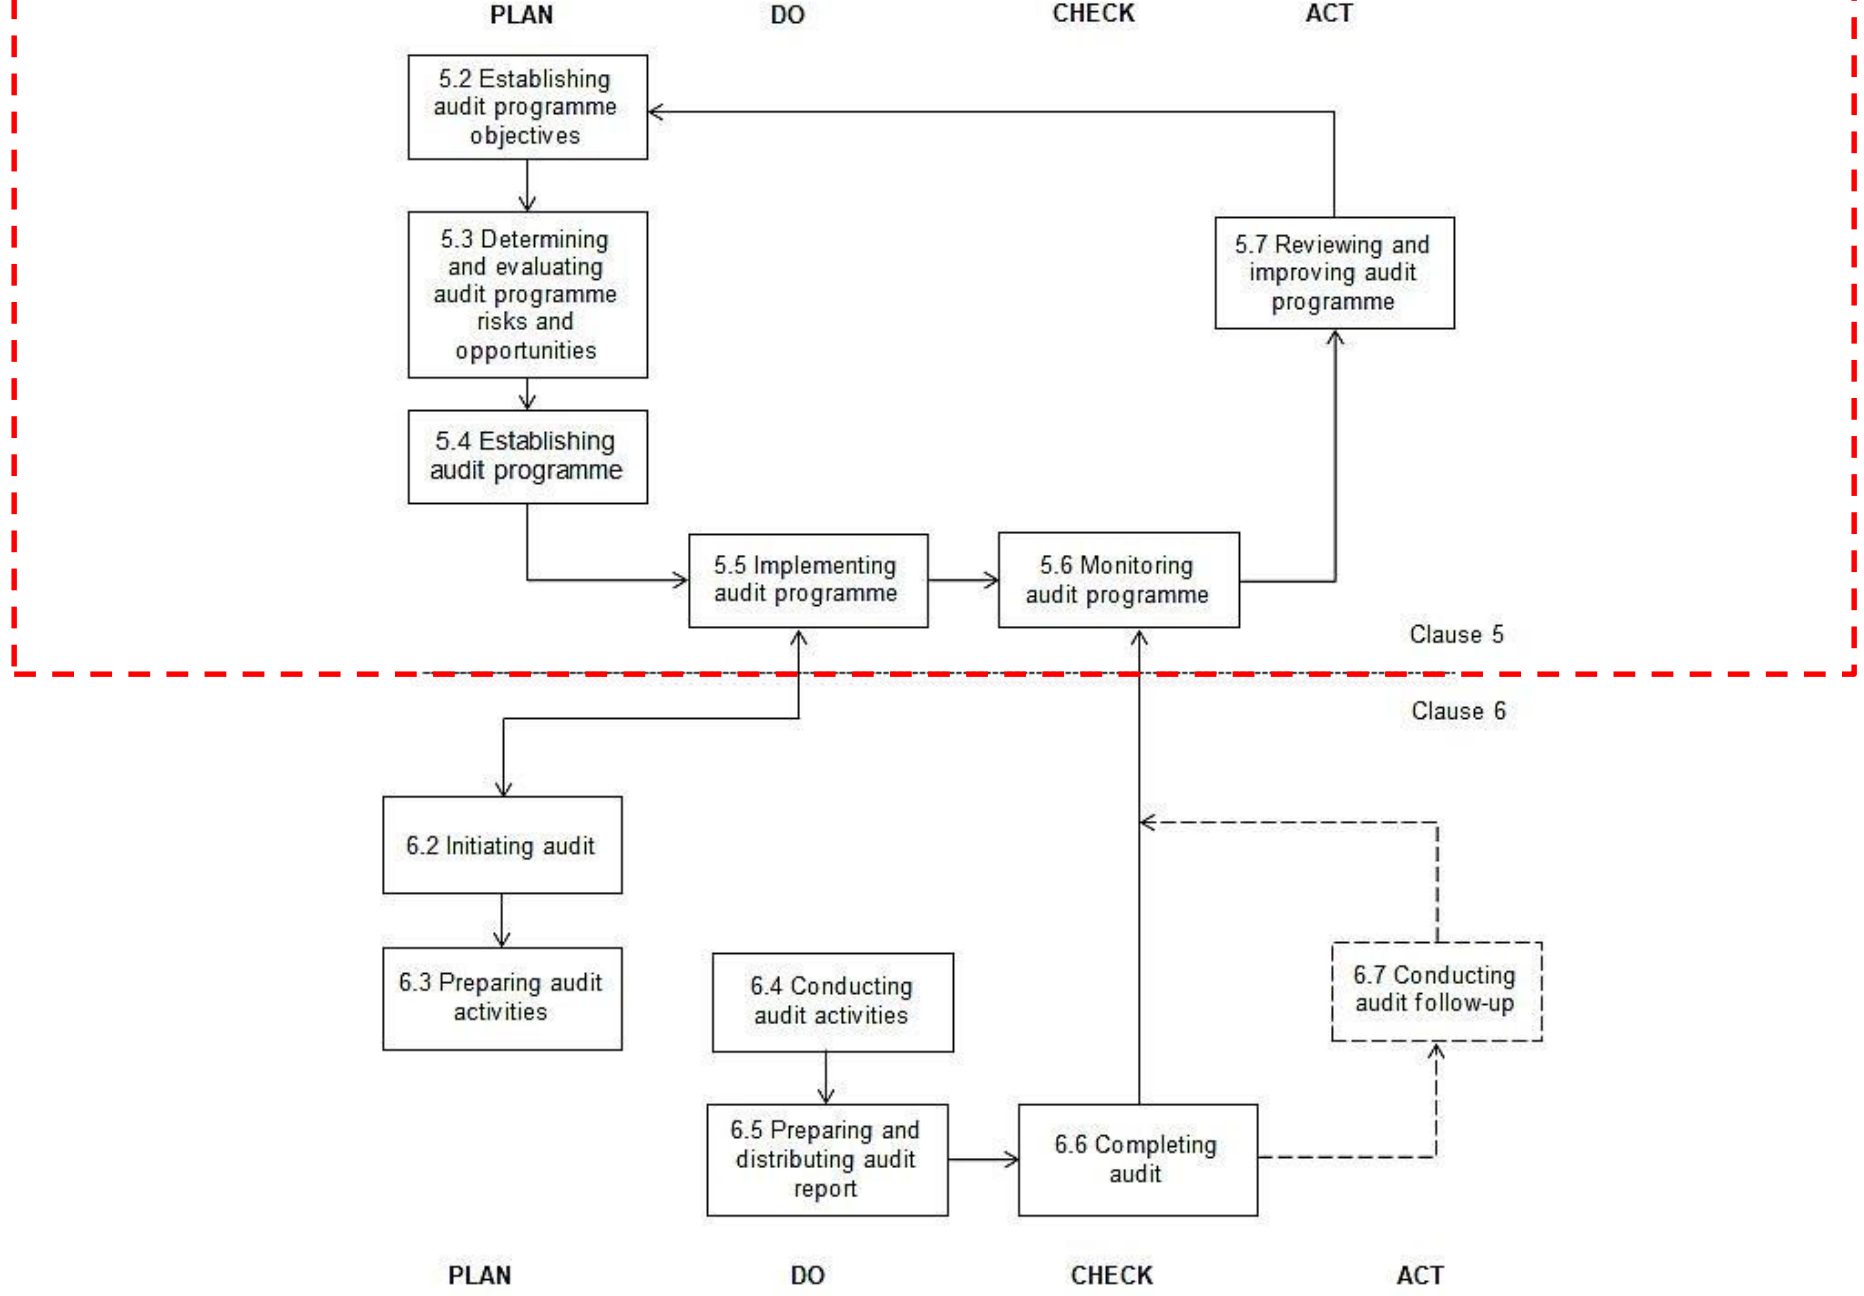 PLAN
DO
CHECK
ACT
5.2 Establishing
audit programme
objectives
5.3 Determining
and evaluating
audit programme
risks and
opportunities
5.7 Reviewing and
improving audit
programme
5.4 Establishing
audit programme
5.5 Implementing
audit programme
5.6 Monitoring
audit programme
Clause 5
Clause 6
6.2 Initiating audit
6.3 Preparing audit
activities
6.4 Conducting
audit activities
6.7 Conducting
audit follow-up
6.5 Preparing and
distributing audit
report
6.6 Completing
audit
PLAN
DO
CHECK
ACT